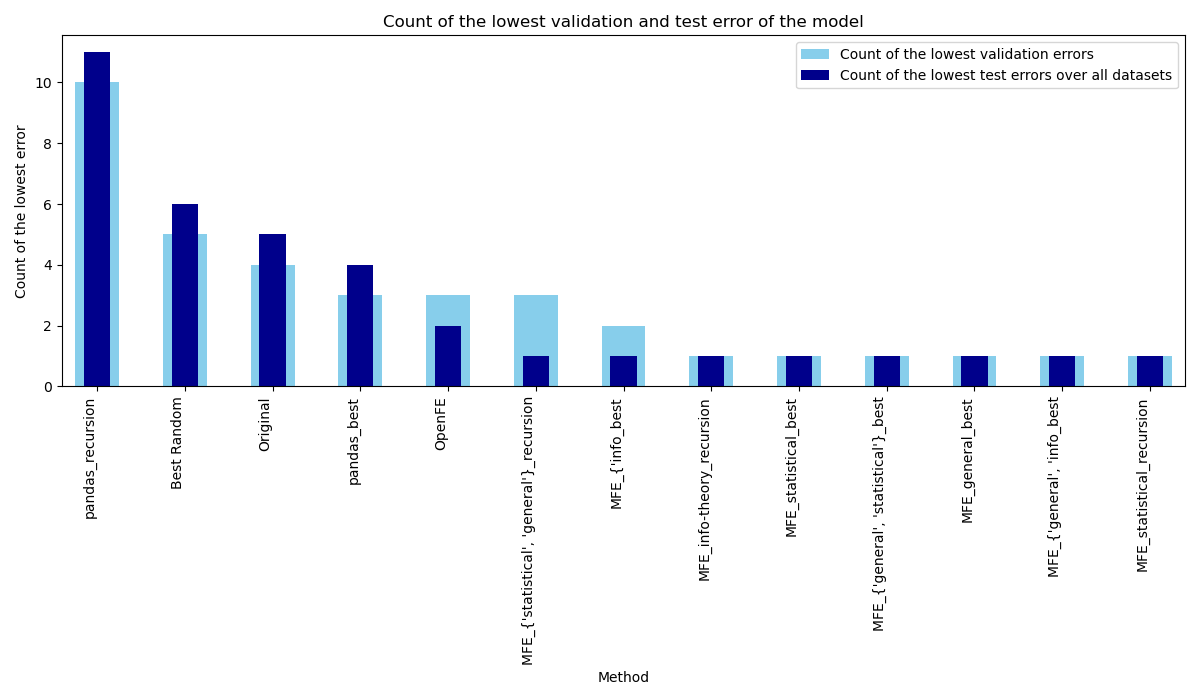 Count of the lowest validation and test error of the model
Count of the lowest validation errors
Count of the lowest test errors over all datasets
Count of the lowest error
10
8
6
4
2
0
pandas_recursion
Best Random
Original
pandas_best
OpenFE
MFE_{'statistical', 'general'}_recursion
MFE_{'info_best
MFE_info-theory_recursion
MFE_statistical_best
MFE_{'general', 'statistical'}_best
MFE_general_best
MFE_{'general', 'info_best
MFE_statistical_recursion
Method